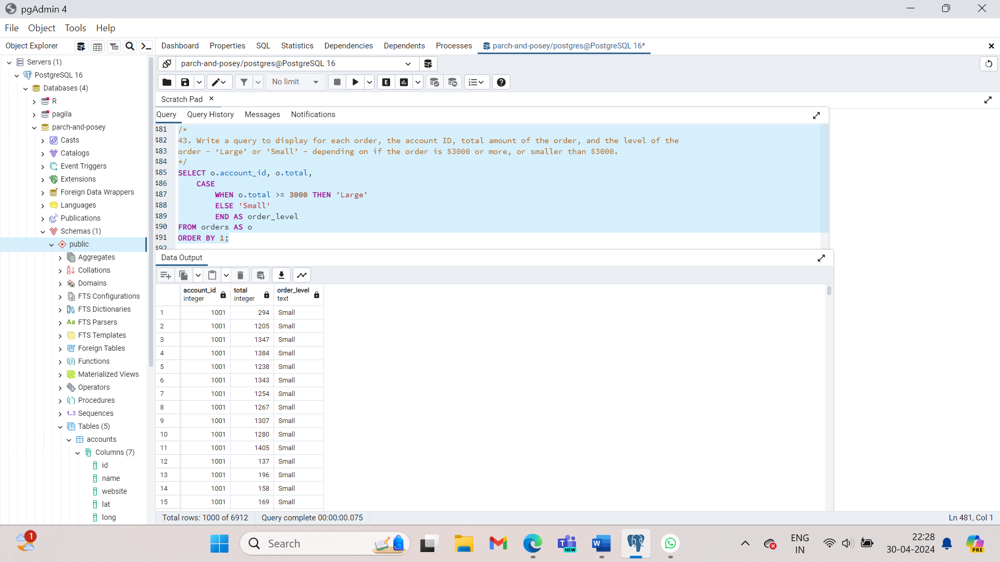 pgAdmin 4
File Object Tools Help
Object Explorer
Dashboard Properties SQL Statistics Dependencies Dependents Processes parch-and-posey/postgres@PostgreSQL 16*
Servers (1)
PostgreSQL 16
Databases (4)
R
pagila
parch-and-posey
Casts
Catalogs
Event Triggers
Extensions
Foreign Data Wrappers
Languages
Publications
Schemas (1)
public
Aggregates
Collations
Domains
FTS Configurations
FTS Dictionaries
Aa FTS Parsers
FTS Templates
Foreign Tables
Functions
Materialized Views
Operators
Procedures
1..3 Sequences
Tables (5)
accounts
Columns (7)
id
name
website
lat
long
parch-and-posey/postgres@PostgreSQL 16
No limit
E
Scratch Pad
Query Query History Messages Notifications
481 /*
482 43. Write a query to display for each order, the account ID, total amount of the order, and the level of the
483 order - ‘Large’ or ’Small’ - depending on if the order is $3000 or more, or smaller than $3000.
484 */
485 SELECT o.account_id, o.total,
486 CASE
487 WHEN o.total >= 3000 THEN 'Large'
488 ELSE 'Small'
489 END AS order_level
490 FROM orders AS o
491 ORDER BY 1;
492
Data Output
account_id total order_level
integer integer text
1 1001 294 Small
2 1001 1205 Small
3 1001 1347 Small
4 1001 1384 Small
5 1001 1238 Small
6 1001 1343 Small
7 1001 1254 Small
8 1001 1267 Small
9 1001 1307 Small
10 1001 1280 Small
11 1001 1405 Small
12 1001 137 Small
13 1001 196 Small
14 1001 158 Small
15 1001 169 Small
Total rows: 1000 of 6912 Query complete 00:00:00.075 Ln 481, Col 1
1
Search
T NEW
W
ENG
IN
22:28
30-04-2024
PRE